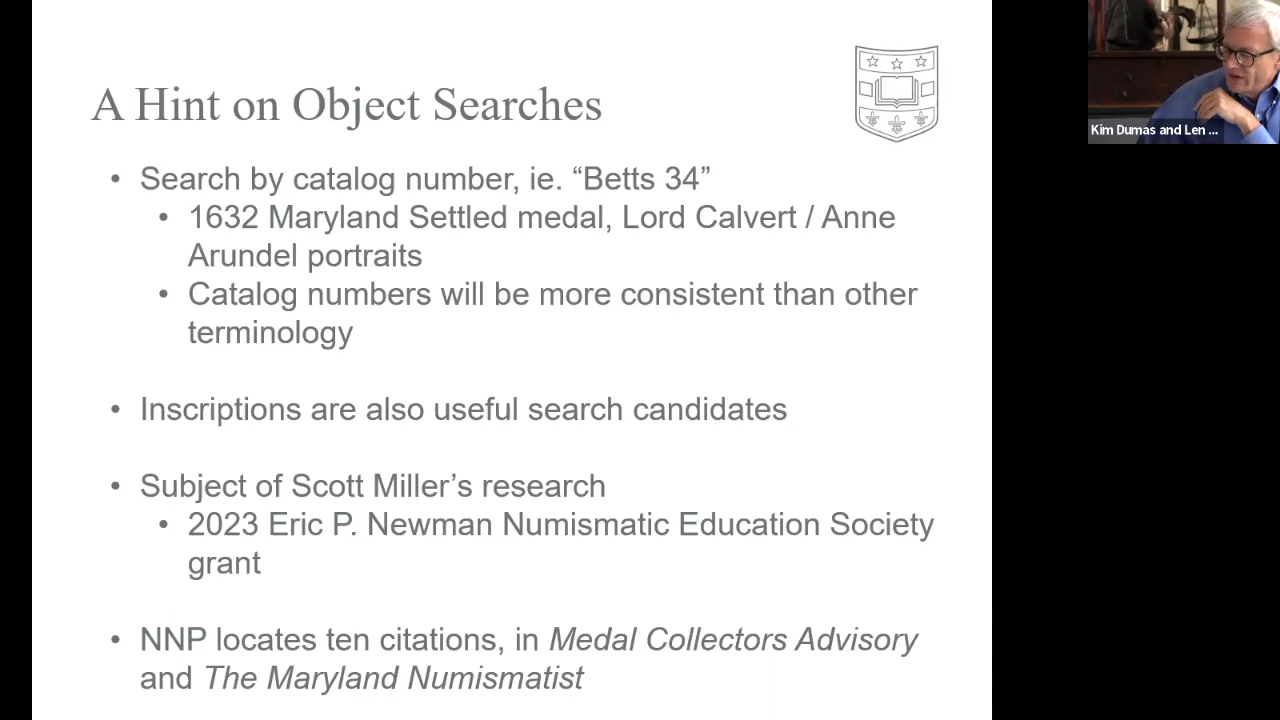 A Hint on Object Searches
• Search by catalog number, ie. “Betts 34”
• 1632 Maryland Settled medal, Lord Calvert / Anne
Arundel portraits
• Catalog numbers will be more consistent than other
terminology
• Inscriptions are also useful search candidates
• Subject of Scott Miller’s research
• 2023 Eric P. Newman Numismatic Education Society
grant
• NNP locates ten citations, in Medal Collectors Advisory
and The Maryland Numismatist
Kim Dumas and Len ...